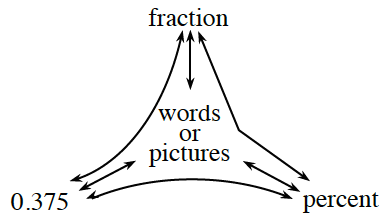 fraction
words
or
pictures
0.375
percent